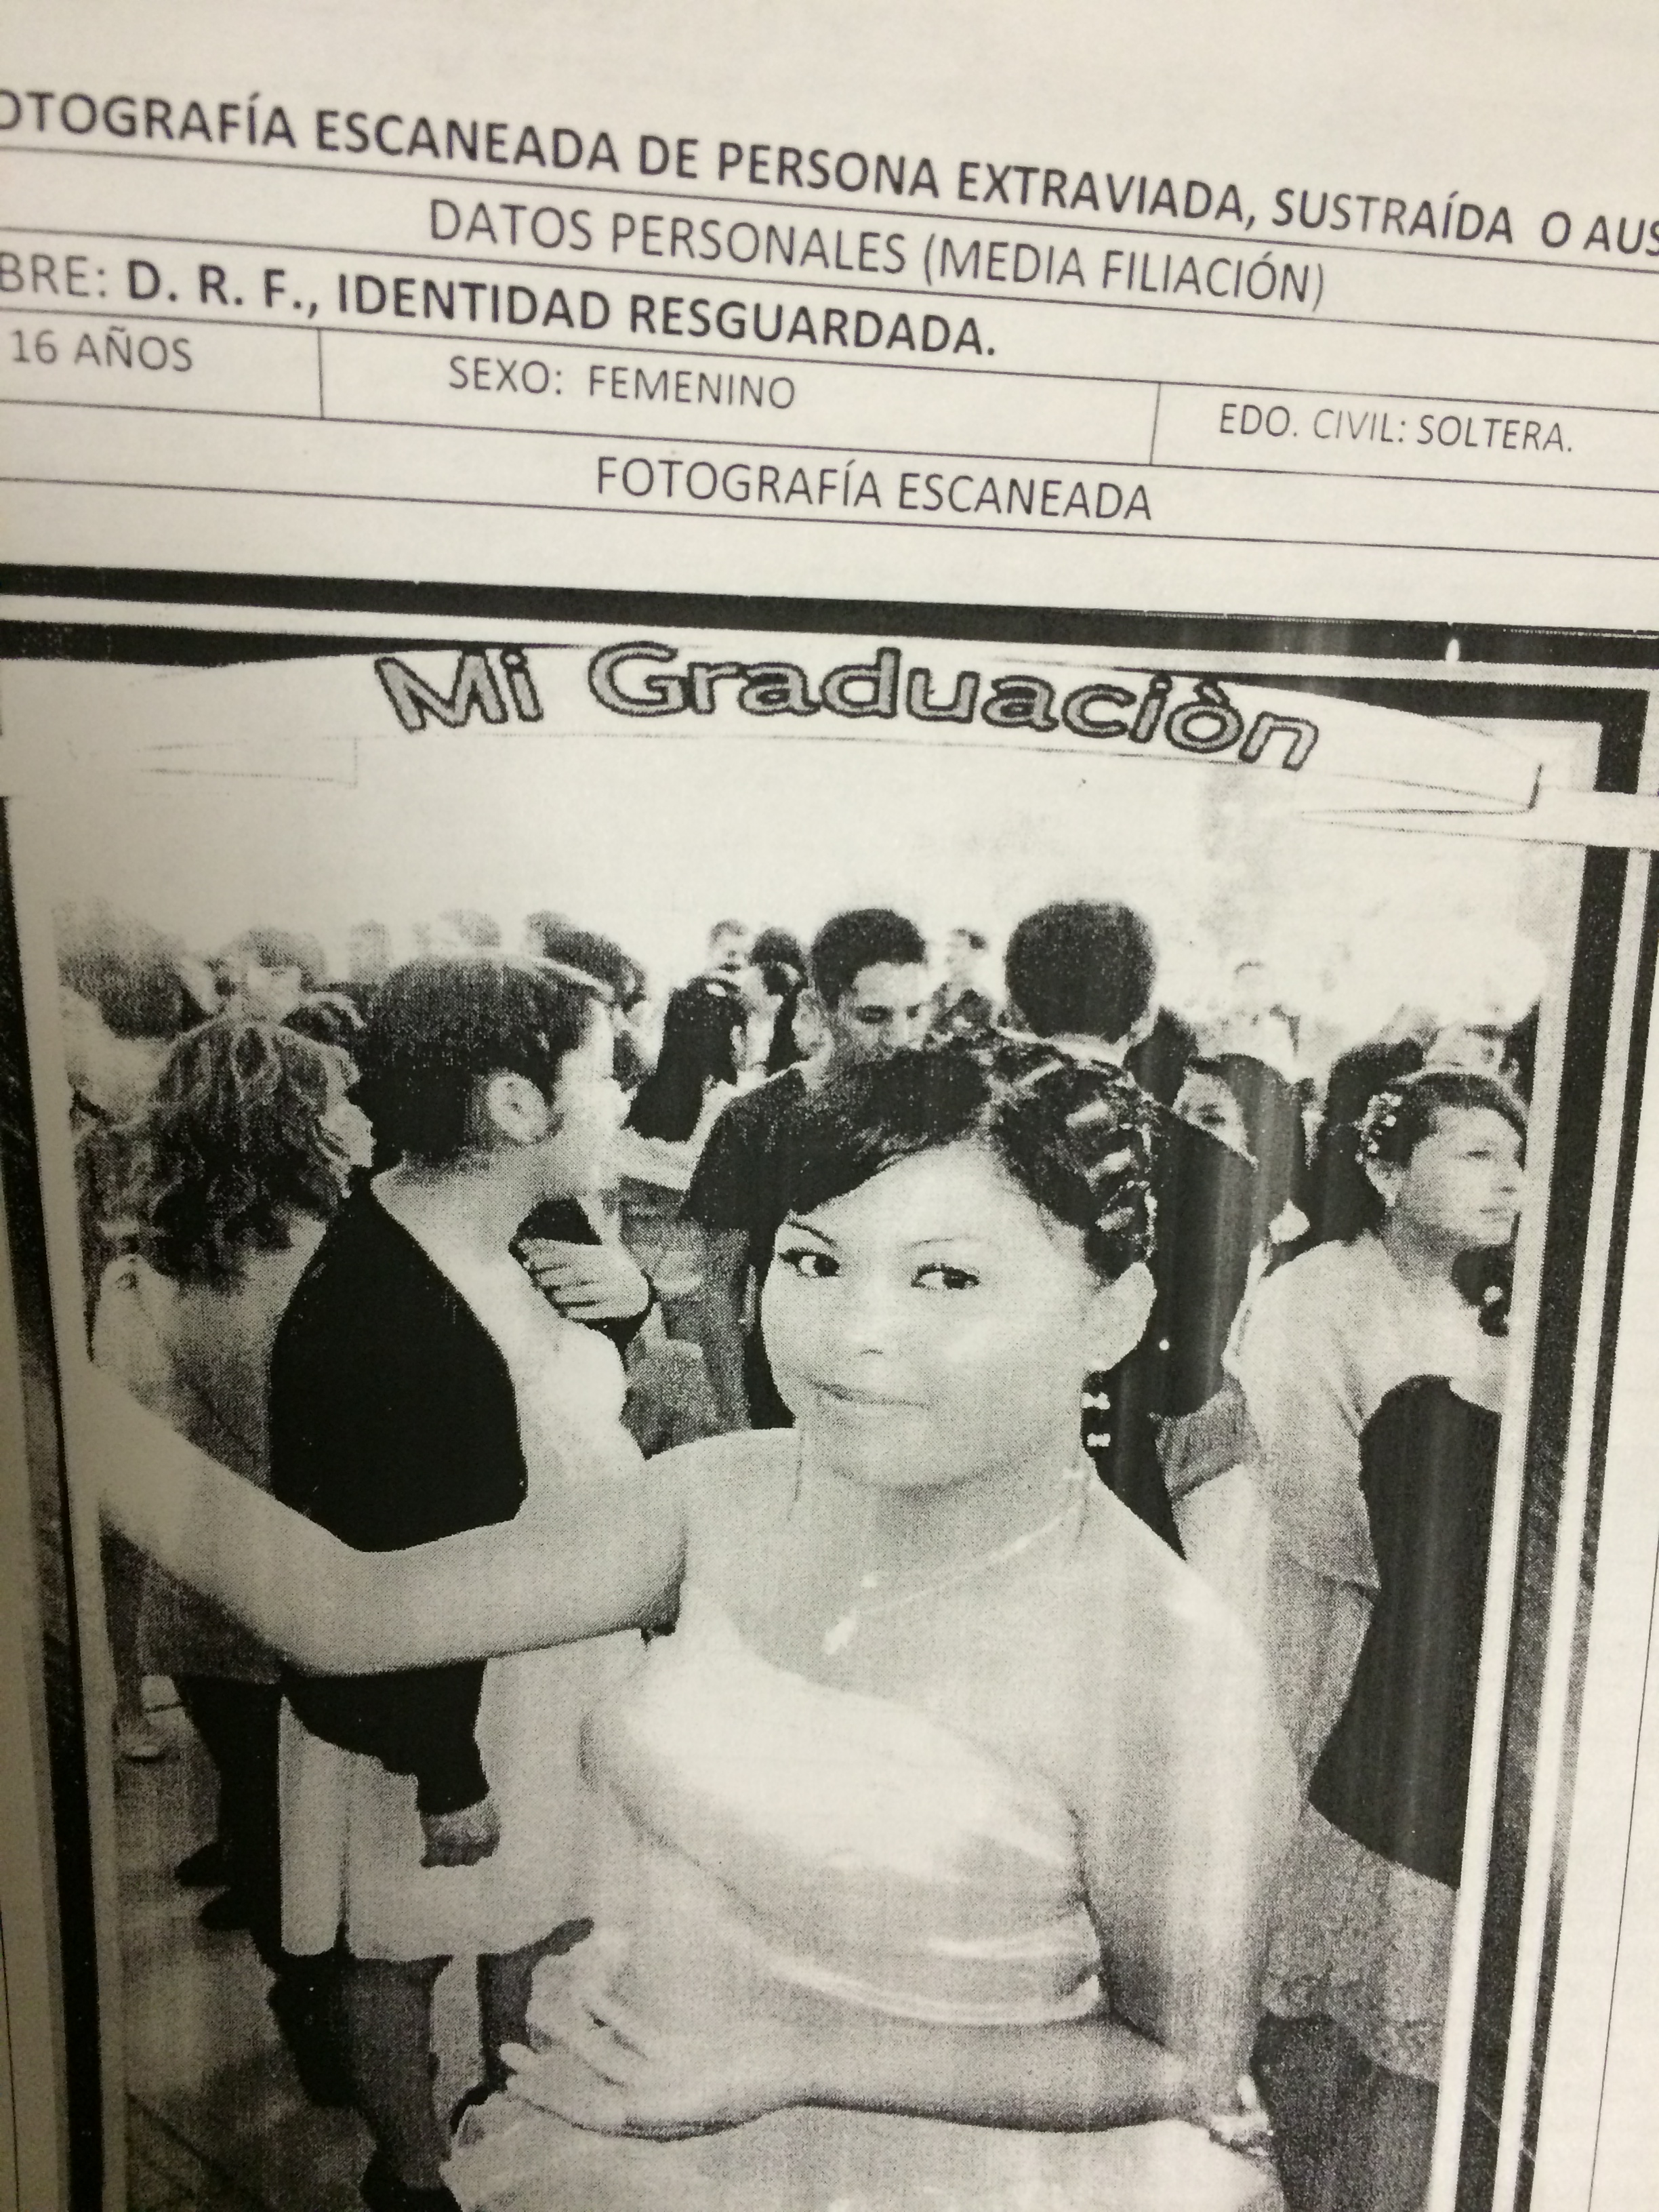 OTOGRAFÍA ESCANEADA DE PERSONA EXTRAVIADA, SUSTRAÍDA O AUS
DATOS PERSONALES (MEDIA FILIACIÓN)
BRE: D. R. F., IDENTIDAD RESGUARDADA.
16 AÑOS SEXO: FEMENINO EDO. CIVIL: SOLTERA.
FOTOGRAFÍA ESCANEADA
Mi Graduaciòn